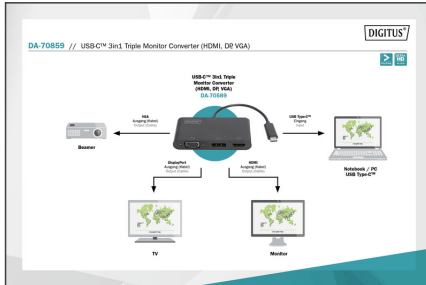 DIGITUS®
DA-70859 // USB-C™ 3in1 Triple Monitor Converter (HDMI, DP, VGA)
USB-C™ 3in1 Triple
Monitor Converter
(HDMI, DP, VGA)
DA-70589
VGA
Ausgang (Kabel)
Output (Cable)
USB Type-C™
Eingang
Input
Beamer
Notebook / PC
USB Type-C™
DisplayPort
Ausgang (Kabel)
Output (Cable)
HDMI
Ausgang (Kabel)
Output (Cable)
TV
Monitor